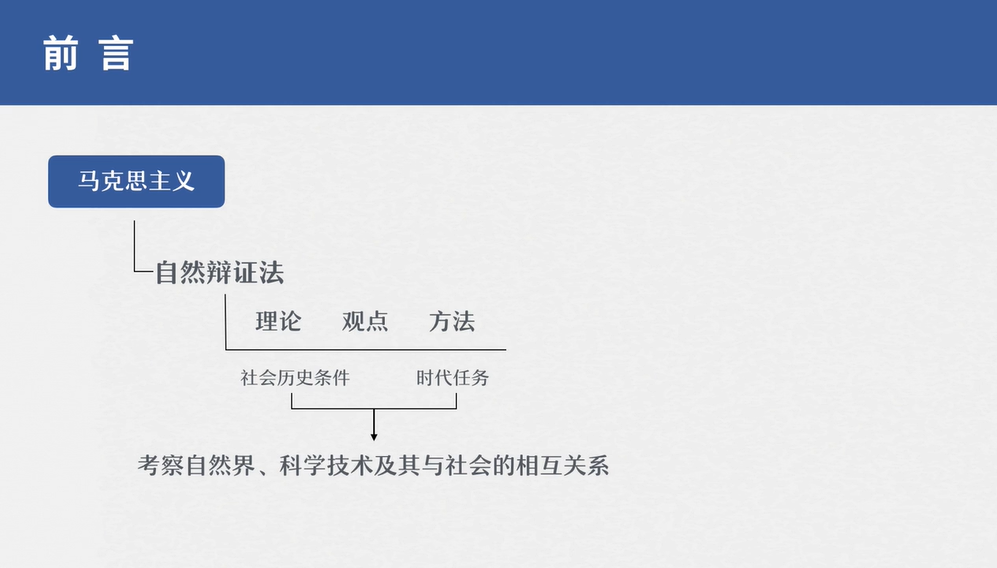 前 言
马克思主义
自然辩证法
理论 观点 方法
社会历史条件 时代任务
考察自然界、科学技术及其与社会的相互关系